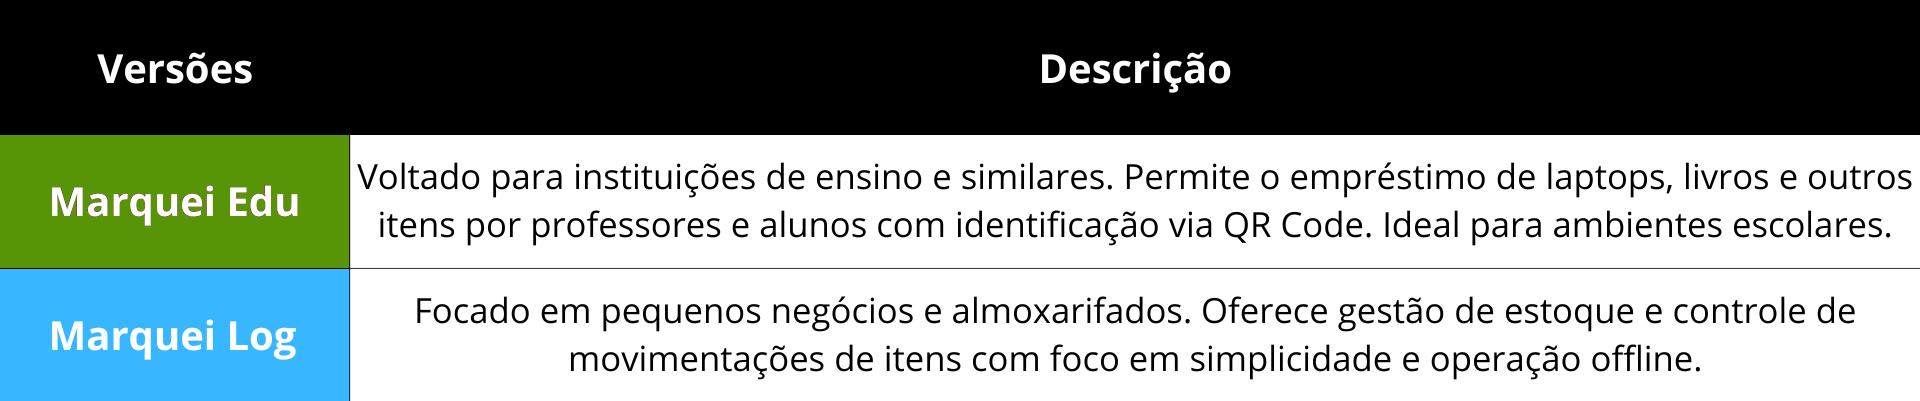 Versões
Descrição
Marquei Edu
Voltado para instituições de ensino e similares. Permite o empréstimo de laptops, livros e outros
itens por professores e alunos com identificação via QR Code. Ideal para ambientes escolares.
Marquei Log
Focado em pequenos negócios e almoxarifados. Oferece gestão de estoque e controle de
movimentações de itens com foco em simplicidade e operação offline.